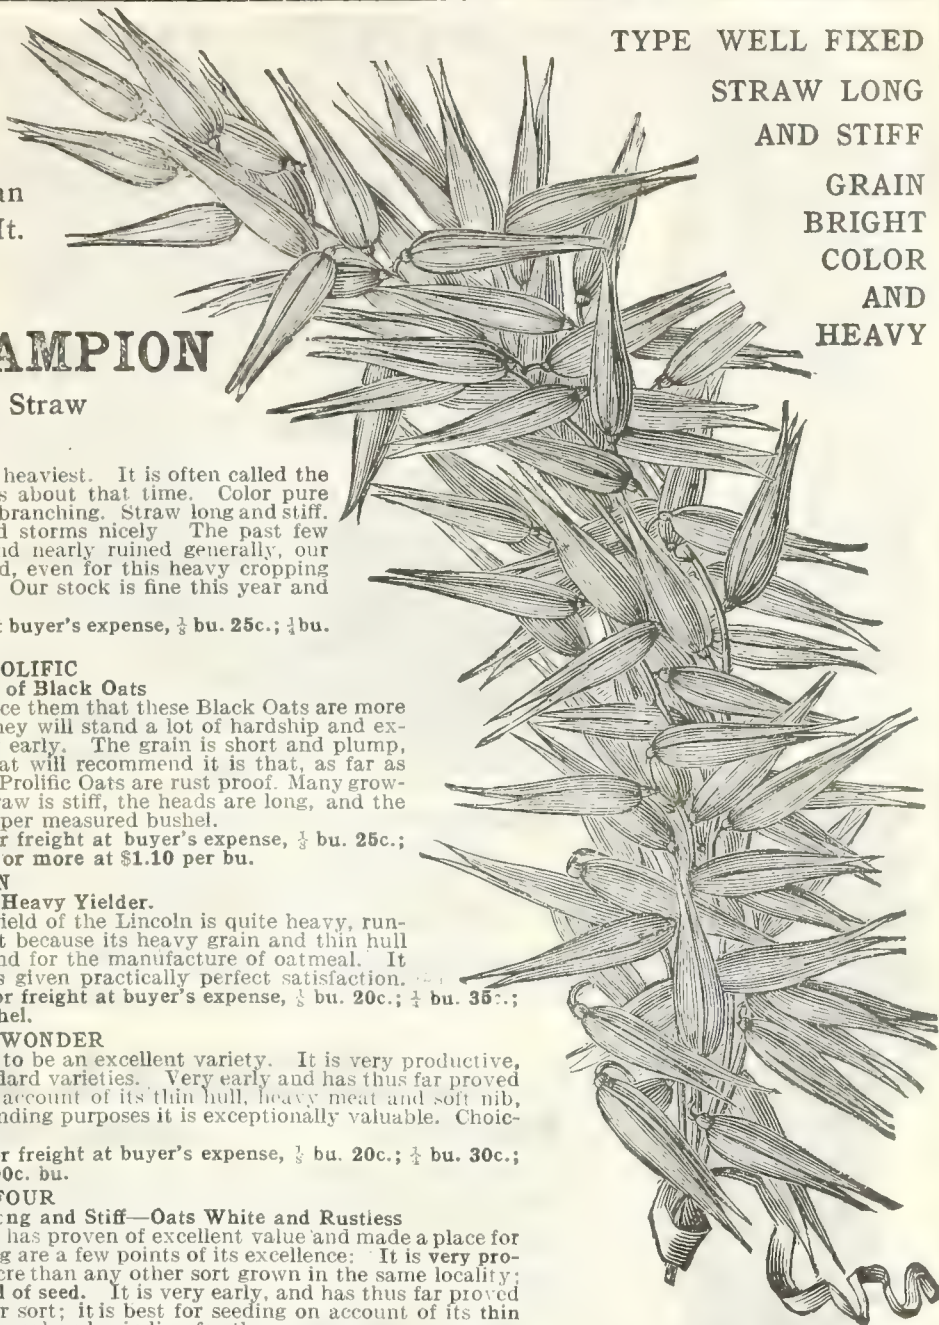 TYPE WELL FIXED
STRAW LONG
AND STIFF
GRAIN
BRIGHT
COLOR
AND
HEAVY
an
lt.
AMPION
Straw
heaviest. It is often called the
s about that time. Color pure
branching. Straw long and stiff.
d storms nicely The past few
nd nearly ruined generally, our
d, even for this heavy cropping
Our stock is fine this year and
t buyer's expense, ⅛ bu. 25c.; ¼ bu.
OLIFIC
of Black Oats
ce them that these Black Oats are more
hey will stand a lot of hardship and ex-
early. The grain is short and plump,
at will recommend it is that, as far as
Prolific Oats are rust proof. Many grow-
raw is stiff, the heads are long, and the
per measured bushel.
r freight at buyer's expense, ⅛ bu. 25c.;
or more at $1.10 per bu.
N
Heavy Yielder.
ield of the Lincoln is quite heavy, run-
t because its heavy grain and thin hull
nd for the manufacture of oatmeal. It
s given practically perfect satisfaction.
or freight at buyer's expense, ⅛ bu. 20c.; ¼ bu. 35c.;
hel.
WONDER
to be an excellent variety. It is very productive,
dard varieties. Very early and has thus far proved
account of its thin hull, heavy meat and soft nib,
nding purposes it is exceptionally valuable. Choic-
r freight at buyer's expense, ⅛ bu. 20c.; ¼ bu. 30c.;
0c. bu.
FOUR
ng and Stiff—Oats White and Rustless
has proven of excellent value and made a place for
g are a few points of its excellence: It is very pro-
cre than any other sort grown in the same locality;
d of seed. It is very early, and has thus far proved
r sort; it is best for seeding on account of its thin